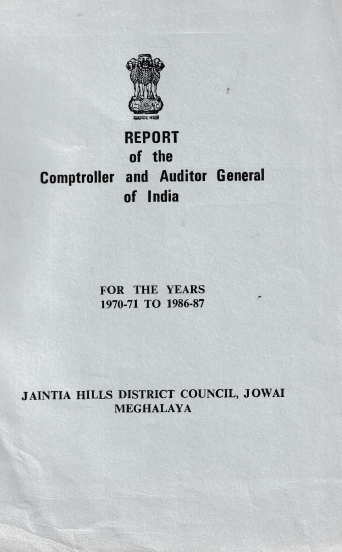 REPORT
of the
Comptroller and Auditor General
of India
FOR THE YEARS
1970-71 TO 1986-87
JAINTIA HILLS DISTRICT COUNCIL, JOWAI
MEGHALAYA